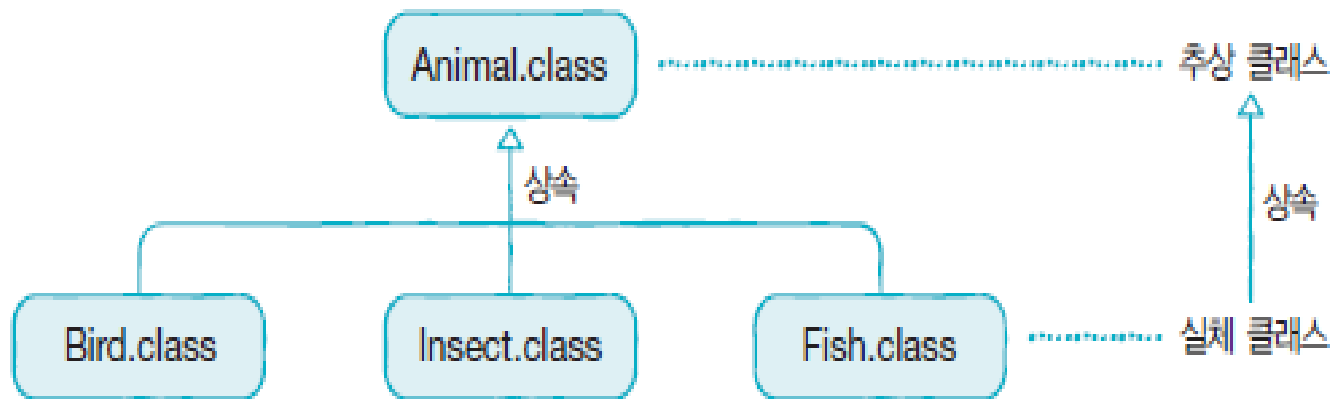 Animal.class
추상 클래스
상속
상속
Bird.class
Insect.class
Fish.class
실체 클래스